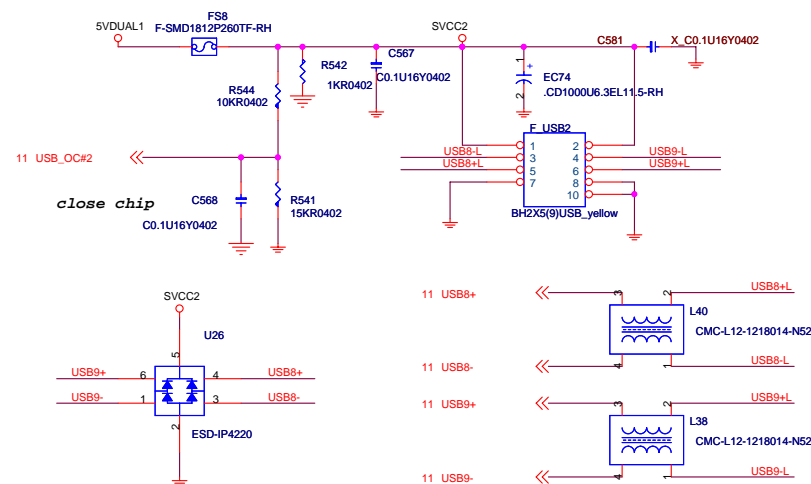 FS8
F-SMD1812P260TF-RH
5VDUAL1
SVCC2
C581
X_C0.1U16Y0402
R542
1KR0402
C567
C0.1U16Y0402
R544
10KR0402
1
+
2
EC74
.CD1000U6.3EL11.5-RH
F_USB2
1 2
USB8-L 3 4 USB9-L
USB8+L 5 6 USB9+L
7 8
10
BH2X5(9)USB_yellow
11 USB_OC#2
close chip
C568
C0.1U16Y0402
R541
15KR0402
SVCC2
U26
5
USB9+ 6 4 USB8+
USB9- 1 3 USB8-
2
ESD-IP4220
11 USB8+ 3 2 USB8+L
L40
CMC-L12-1218014-N52
11 USB8- 4 1 USB8-L
11 USB9+ 3 2 USB9+L
L38
CMC-L12-1218014-N52
11 USB9- 4 1 USB9-L